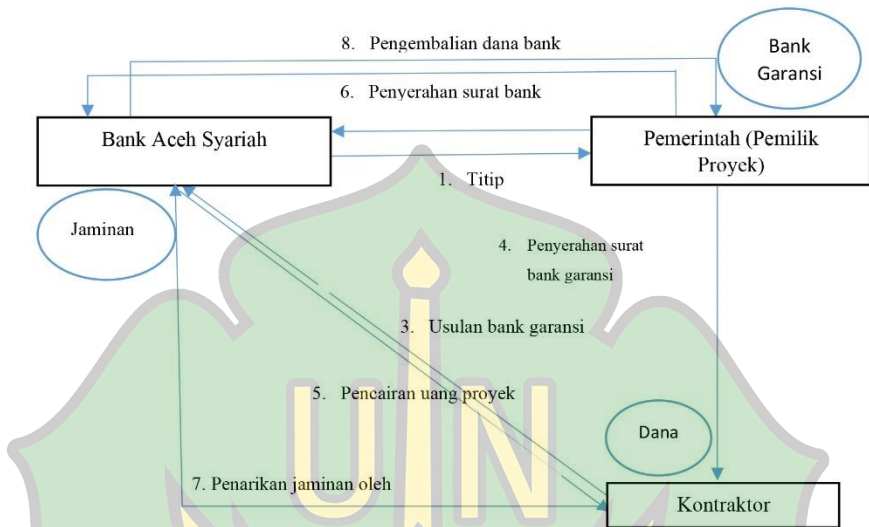 8. Pengembalian dana bank
Bank
Garansi
6. Penyerahan surat bank
Bank Aceh Syariah
Pemerintah (Pemilik
Proyek)
1. Titip
Jaminan
4. Penyerahan surat
bank garansi
3. Usulan bank garansi
5. Pencairan uang proyek
Dana
7. Penarikan jaminan oleh
Kontraktor
UIN